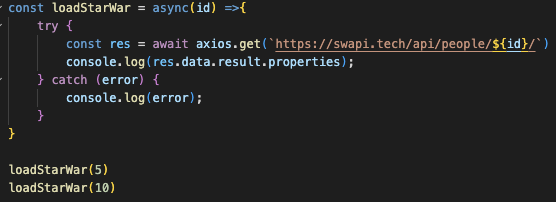 const loadStarWar = async(id) =>{
try {
const res = await axios.get(`https://swapi.tech/api/people/${id}/`)
console.log(res.data.result.properties);
} catch (error) {
console.log(error);
}
}
loadStarWar(5)
loadStarWar(10)